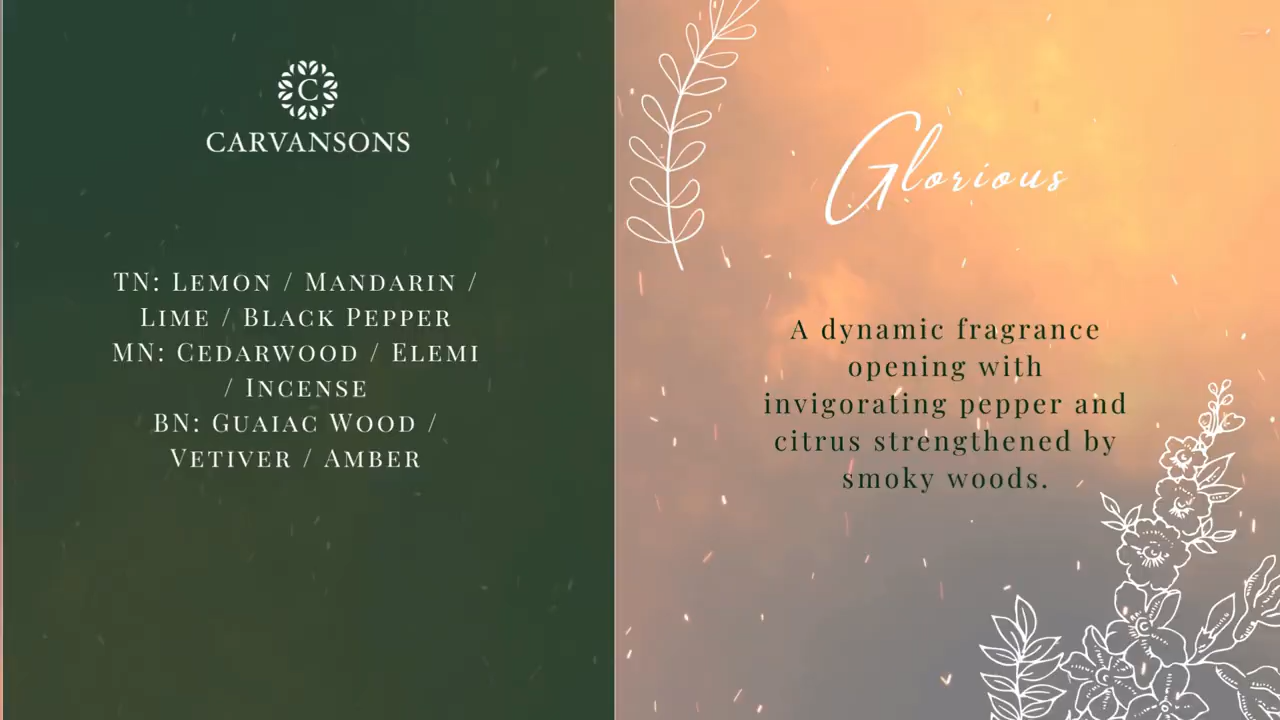 C
CARVANSONS
TN: LEMON / MANDARIN /
LIME / BLACK PEPPER
MN: CEDARWOOD / ELEMI
/ INCENSE
BN: GUAIAC WOOD /
VETIVER / AMBER
Glorious
A dynamic fragrance
opening with
invigorating pepper and
citrus strengthened by
smoky woods.